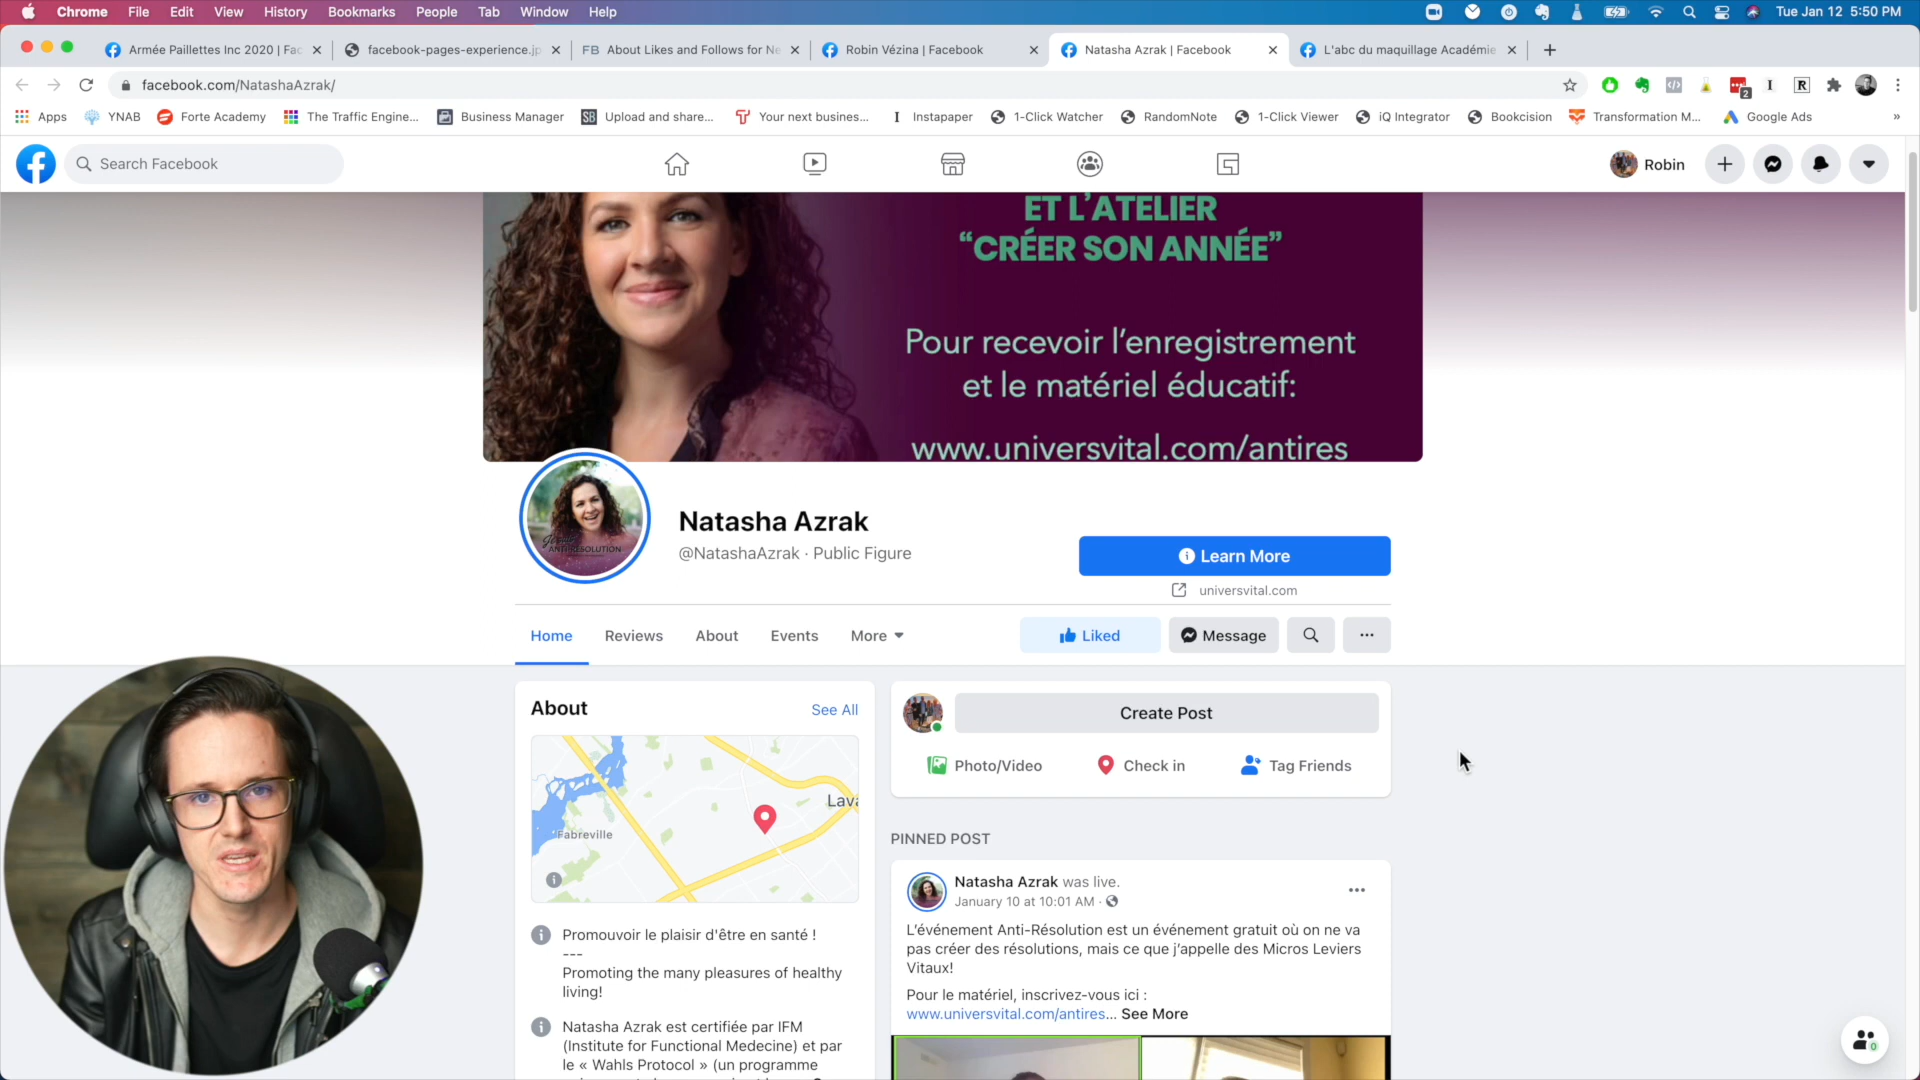 Chrome File Edit View History Bookmarks People Tab Window Help Tue Jan 12 5:50 PM
Armée Paillettes Inc 2020 | Fac
facebook-pages-experience.jp
FB About Likes and Follows for Ne
Robin Vézina | Facebook
Natasha Azrak | Facebook
L'abc du maquillage Académie
facebook.com/NatashaAzrak/
2
Apps YNAB Forte Academy The Traffic Engine... Business Manager SB Upload and share... Your next busines... Instapaper 1-Click Watcher RandomNote 1-Click Viewer iQ Integrator Bookcision Transformation M... Google Ads »
Search Facebook
Robin
ET L'ATELIER
“CRÉER SON ANNÉE”
Pour recevoir l'enregistrement
et le matériel éducatif:
www.universvital.com/antires
ANTI-RÉSOLUTION
Natasha Azrak
@NatashaAzrak · Public Figure
Learn More
universvital.com
Home Reviews About Events More
Liked Message
About See All
Lava
Fabreville
Promouvoir le plaisir d'être en santé !
---
Promoting the many pleasures of healthy
living!
Natasha Azrak est certifiée par IFM
(Institute for Functional Medecine) et par
le « Wahls Protocol » (un programme
Create Post
Photo/Video Check in Tag Friends
PINNED POST
Natasha Azrak was live.
January 10 at 10:01 AM ·
L'événement Anti-Résolution est un événement gratuit où on ne va
pas créer des résolutions, mais ce que j'appelle des Micros Leviers
Vitaux!
Pour le matériel, inscrivez-vous ici :
www.universvital.com/antires... See More
0